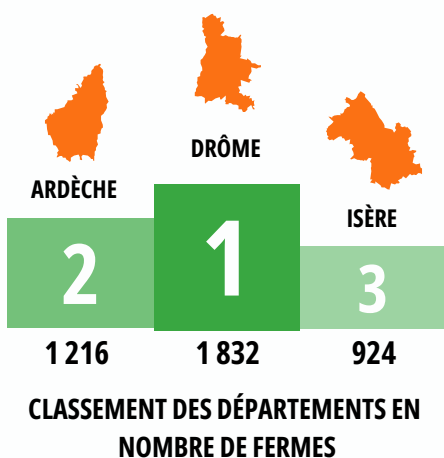 DRÔME
ARDÈCHE
ISÈRE
2
1
3
1 216
1 832
924
CLASSEMENT DES DÉPARTEMENTS EN
NOMBRE DE FERMES